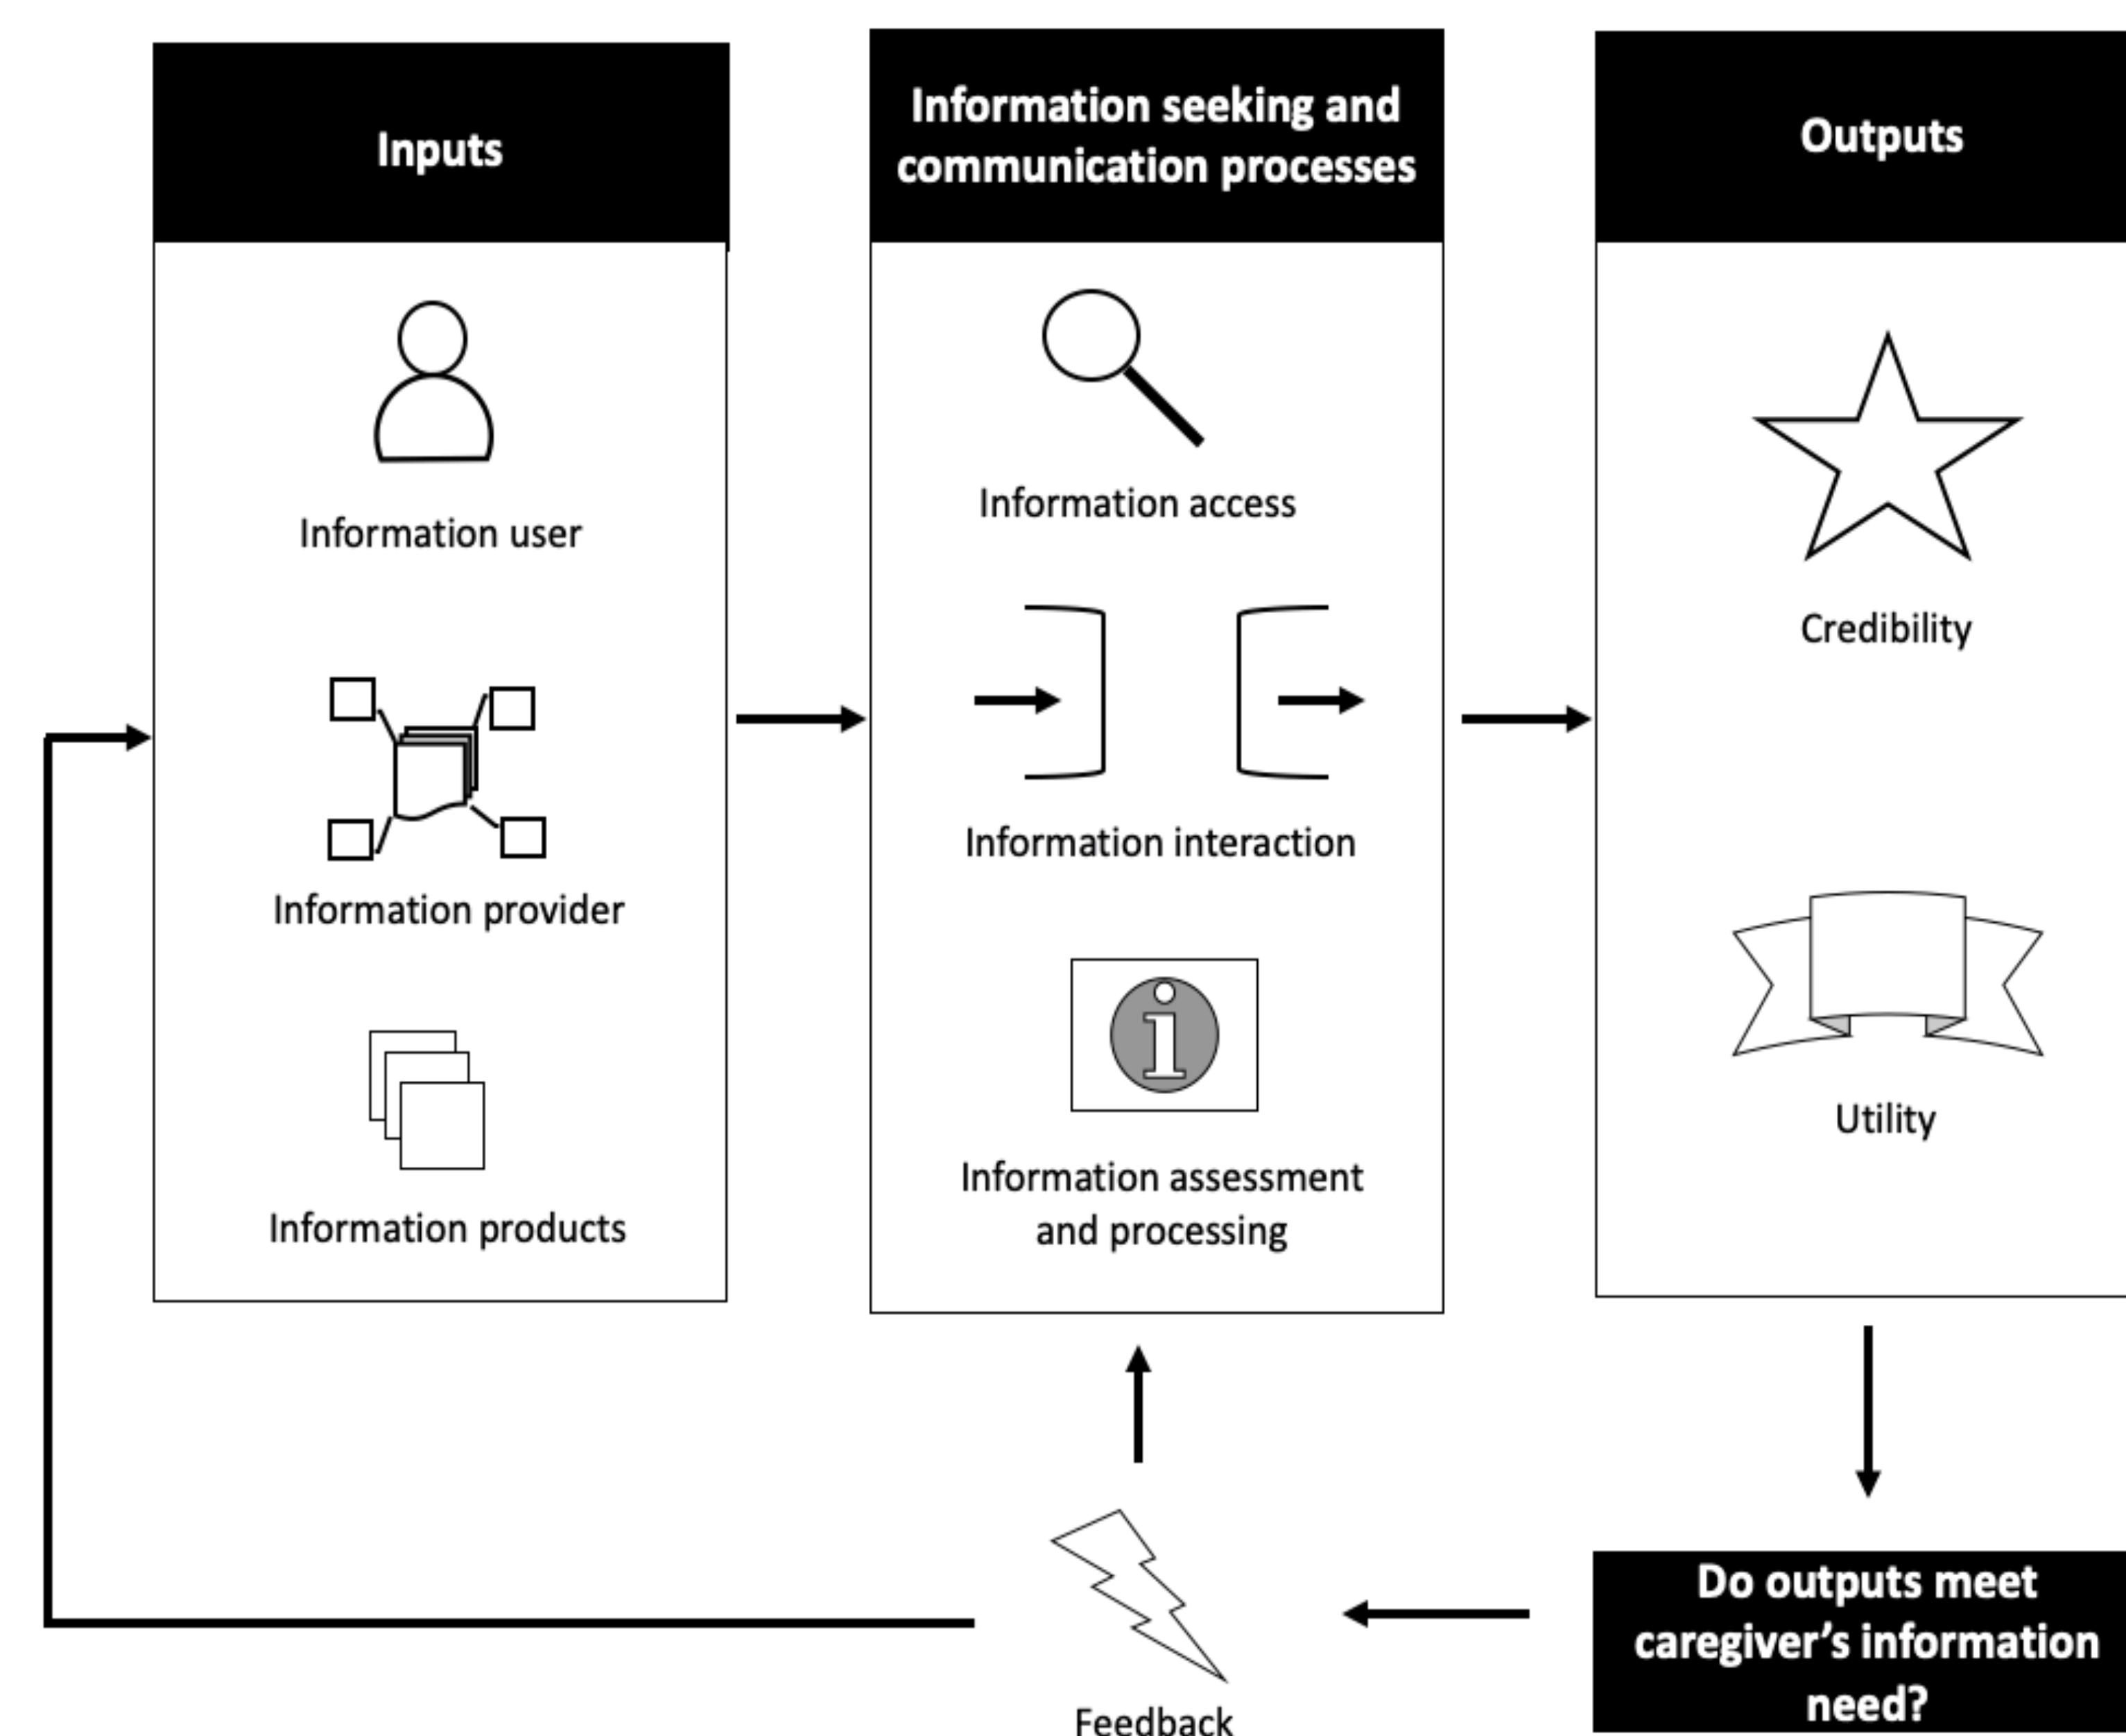 Inputs
Information user
Information provider
Information products
Information seeking and
communication processes
Information access
Information interaction
i
Information assessment
and processing
Outputs
Credibility
Utility
Do outputs meet
caregiver’s information
need?
Feedback